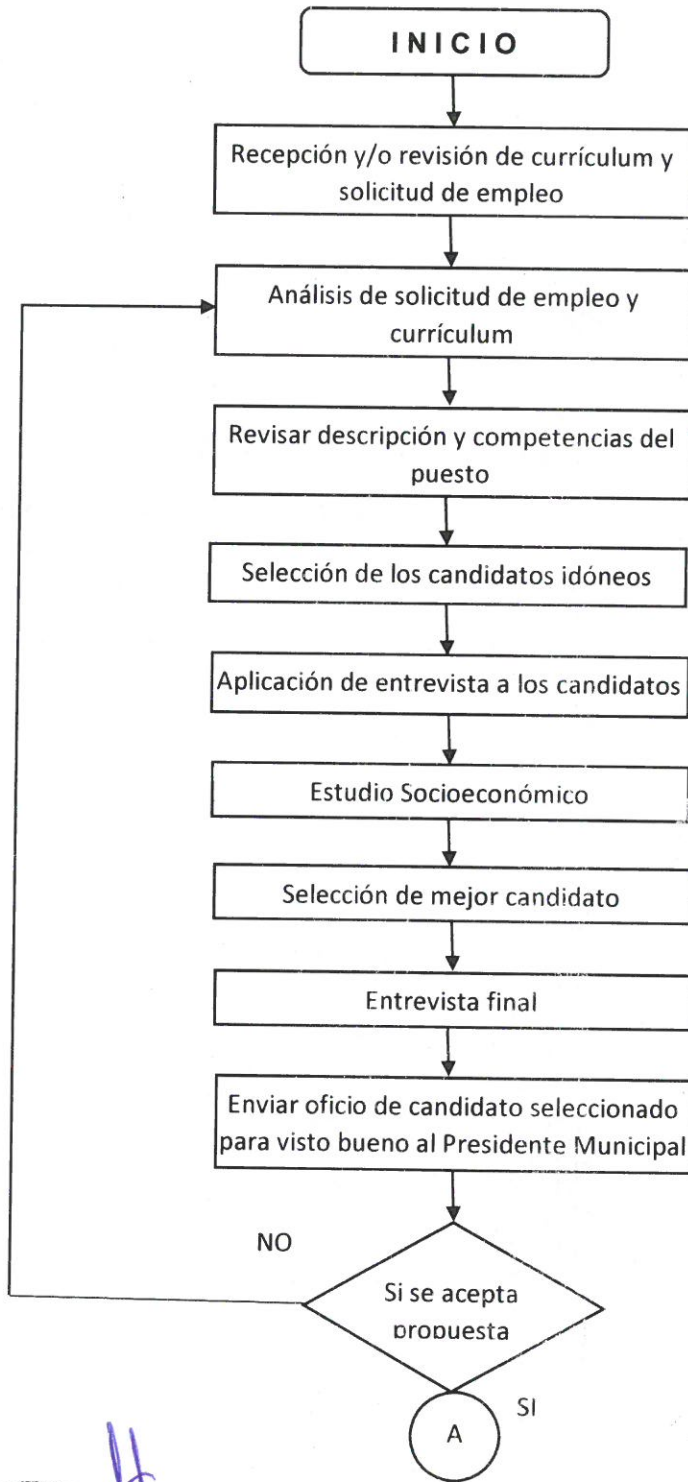 INICIO
Recepción y/o revisión de currículum y
solicitud de empleo
Análisis de solicitud de empleo y
currículum
Revisar descripción y competencias del
puesto
Selección de los candidatos idóneos
Aplicación de entrevista a los candidatos
Estudio Socioeconómico
Selección de mejor candidato
Entrevista final
Enviar oficio de candidato seleccionado
para visto bueno al Presidente Municipal
NO
Si se acepta
propuesta
SI
A